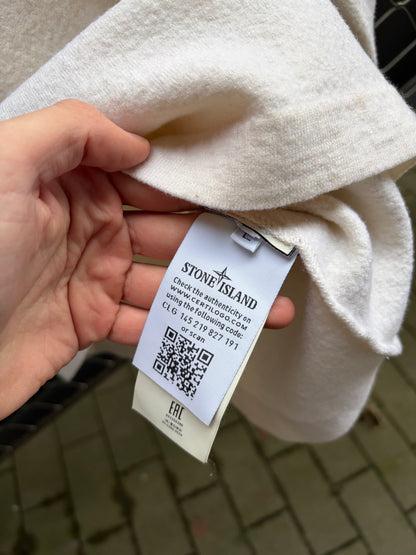 L
STONE ISLAND
Check the authenticity on
WWW.CERTILOGO.COM
using the following code:
CLG 145 219 827 191
or scan
EAC